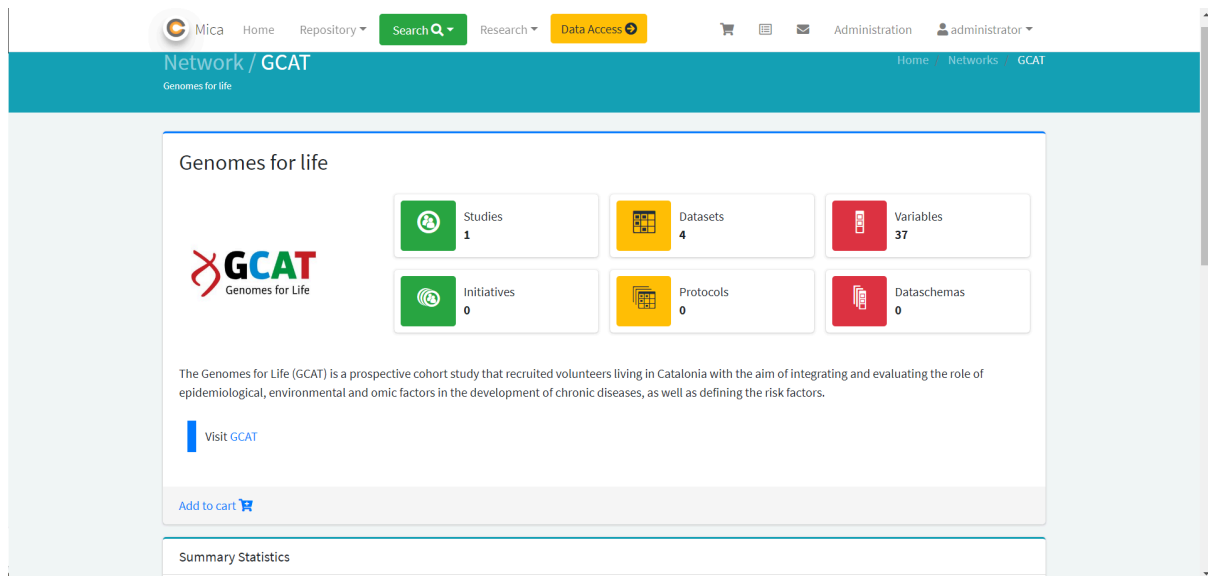 Mica Home Repository Search Research Data Access Administration administrator
Network / GCAT
Home Networks GCAT
Genomes for life
Genomes for life
Studies
1
Datasets
4
Variables
37
GCAT
Genomes for Life
Initiatives
0
Protocols
0
Dataschemas
0
The Genomes for Life (GCAT) is a prospective cohort study that recruited volunteers living in Catalonia with the aim of integrating and evaluating the role of
epidemiological, environmental and omic factors in the development of chronic diseases, as well as defining the risk factors.
Visit GCAT
Add to cart
Summary Statistics